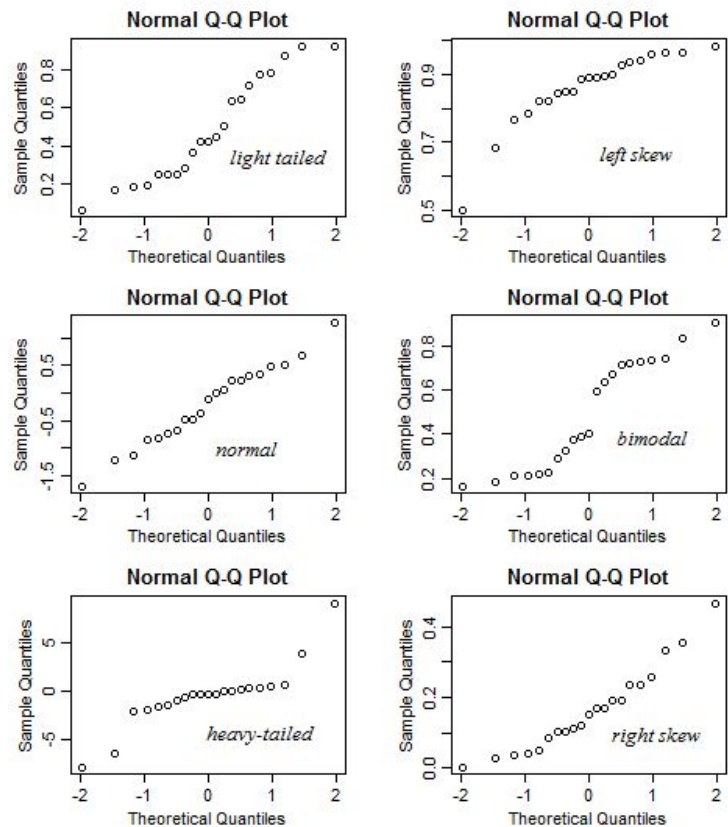 Normal Q-Q Plot
Sample Quantiles
0.2 0.4 0.6 0.8
light tailed
-2 -1 0 1 2
Theoretical Quantiles
Normal Q-Q Plot
Sample Quantiles
0.5 0.7 0.9
left skew
-2 -1 0 1 2
Theoretical Quantiles
Normal Q-Q Plot
Sample Quantiles
-1.5 -0.5 0.5
normal
-2 -1 0 1 2
Theoretical Quantiles
Normal Q-Q Plot
Sample Quantiles
0.2 0.4 0.6 0.8
bimodal
-2 -1 0 1 2
Theoretical Quantiles
Normal Q-Q Plot
Sample Quantiles
-5 0 5
heavy-tailed
-2 -1 0 1 2
Theoretical Quantiles
Normal Q-Q Plot
Sample Quantiles
0.0 0.2 0.4
right skew
-2 -1 0 1 2
Theoretical Quantiles